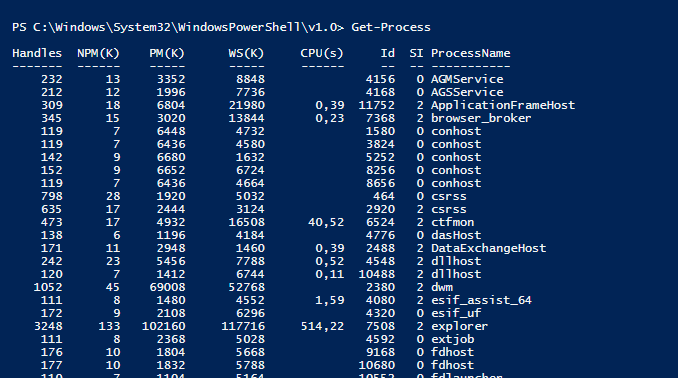 PS C:\Windows\System32\WindowsPowerShell\v1.0> Get-Process
Handles NPM(K) PM(K) WS(K) CPU(s) Id SI ProcessName
------- ------ ----- ----- ------ -- -- -----------
232 13 3352 8848 4156 0 AGMService
212 12 1996 7736 4168 0 AGSService
309 18 6804 21980 0,39 11752 2 ApplicationFrameHost
345 15 3020 13844 0,23 7368 2 browser_broker
119 7 6448 4732 1580 0 conhost
119 7 6436 4580 3824 0 conhost
142 9 6680 1632 5252 0 conhost
152 9 6652 6724 8256 0 conhost
119 7 6436 4664 8656 0 conhost
798 28 1920 5032 464 0 csrss
635 17 2444 3124 2920 2 csrss
473 17 4932 16508 40,52 6524 2 ctfmon
138 6 1196 4184 4776 0 dasHost
171 11 2948 1460 0,39 2488 2 DataExchangeHost
242 23 5456 7788 0,52 4548 2 dllhost
120 7 1412 6744 0,11 10488 2 dllhost
1052 45 69008 52768 2380 2 dwm
111 8 1480 4552 1,59 4080 2 esif_assist_64
172 9 2108 6296 4320 0 esif_uf
3248 133 102160 117716 514,22 7508 2 explorer
111 8 2368 5028 4592 0 extjob
176 10 1804 5668 9168 0 fdhost
177 10 1832 5788 10680 0 fdhost
110 7 1104 5164 10552 0 fdlauncher